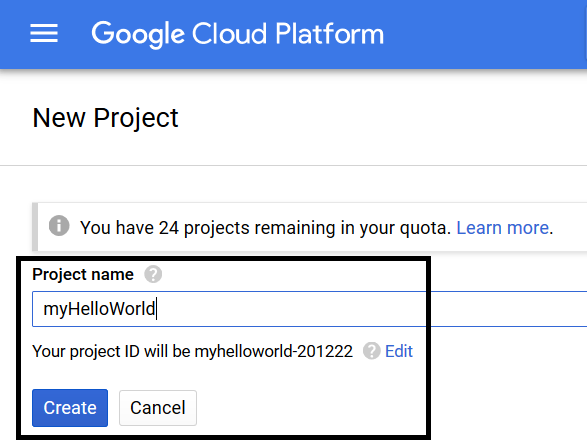 Google Cloud Platform
New Project
You have 24 projects remaining in your quota. Learn more.
Project name
myHelloWorld
Your project ID will be myhelloworld-201222 Edit
Create Cancel